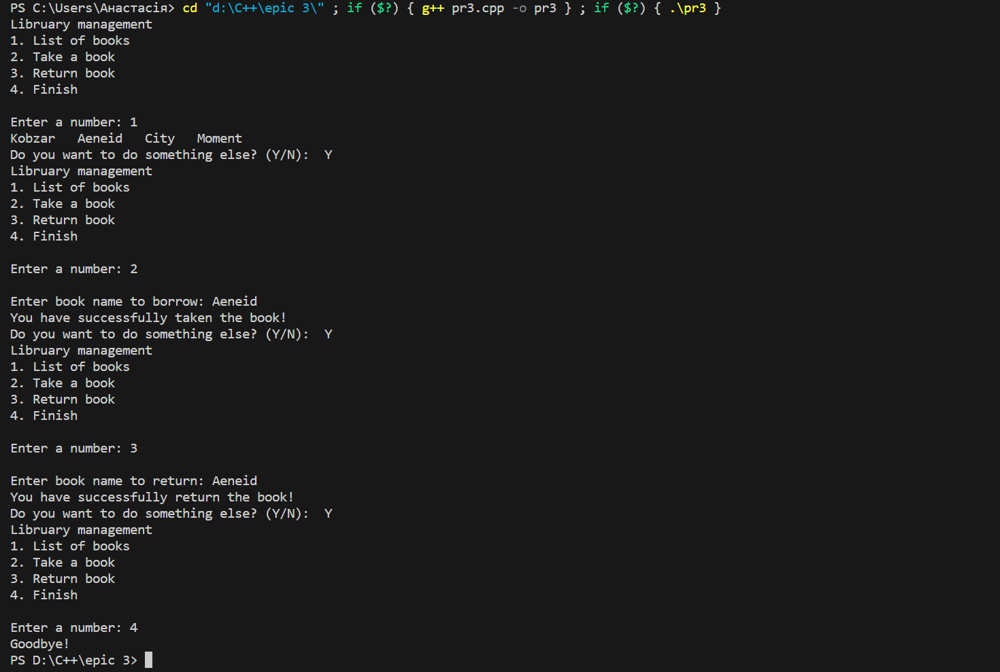 PS C:\Users\Анастасія> cd "d:\C++\epic 3\" ; if ($?) { g++ pr3.cpp -o pr3 } ; if ($?) { .\pr3 }
Libruary management
1. List of books
2. Take a book
3. Return book
4. Finish
Enter a number: 1
Kobzar   Aeneid   City   Moment
Do you want to do something else? (Y/N):  Y
Libruary management
1. List of books
2. Take a book
3. Return book
4. Finish
Enter a number: 2
Enter book name to borrow: Aeneid
You have successfully taken the book!
Do you want to do something else? (Y/N):  Y
Libruary management
1. List of books
2. Take a book
3. Return book
4. Finish
Enter a number: 3
Enter book name to return: Aeneid
You have successfully return the book!
Do you want to do something else? (Y/N):  Y
Libruary management
1. List of books
2. Take a book
3. Return book
4. Finish
Enter a number: 4
Goodbye!
PS D:\C++\epic 3>